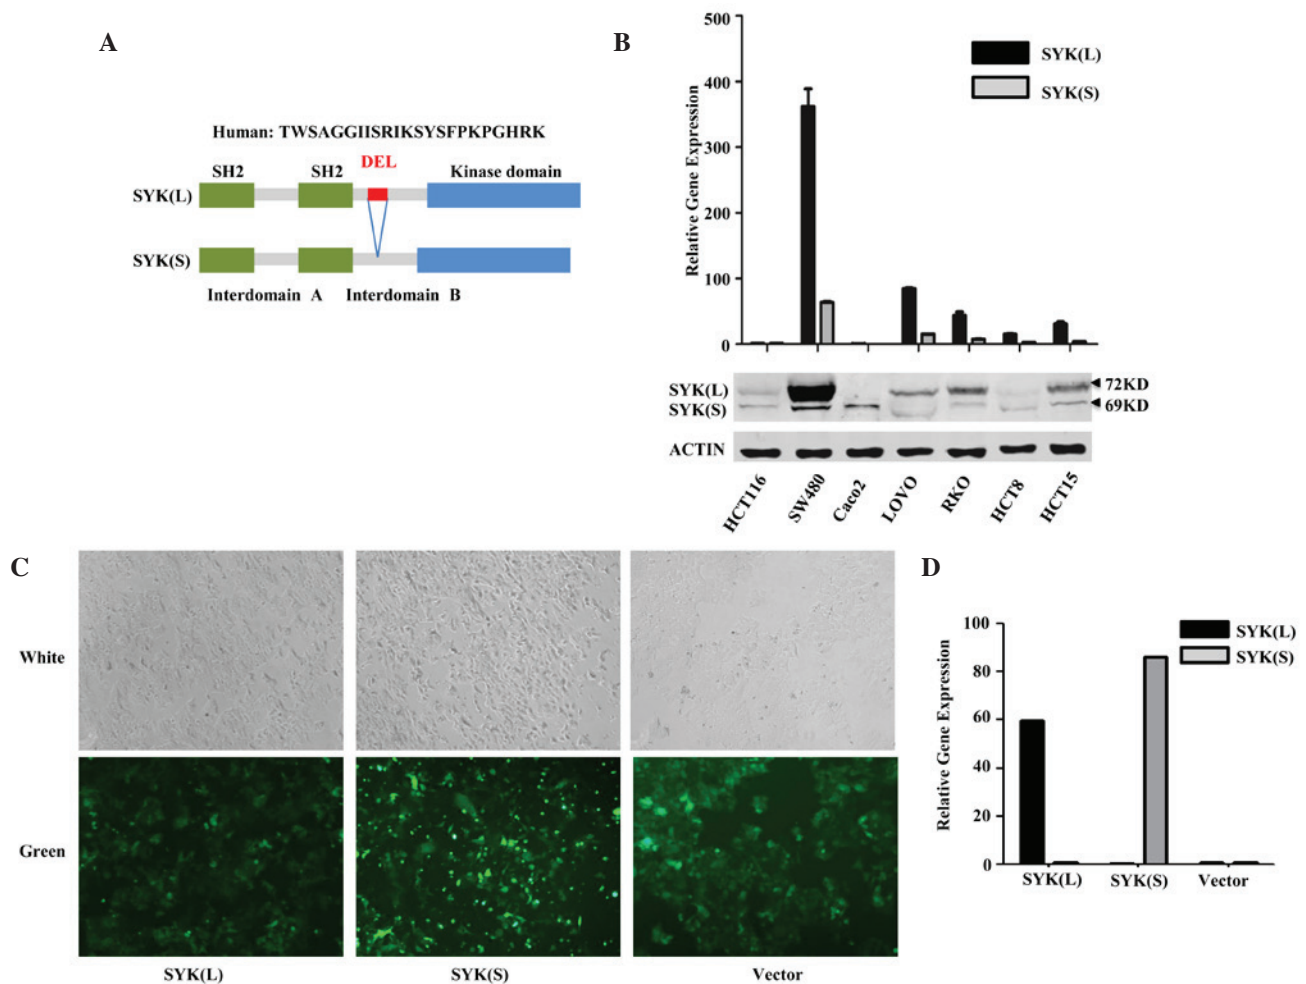 A
Human: TWSAGGIISRIKSYSFPKPGHRK
SH2 SH2 DEL Kinase domain
SYK(L)
SYK(S)
Interdomain A Interdomain B
B
500
400
300
200
100
0
Relative Gene Expression
SYK(L)
SYK(S)
SYK(L)
SYK(S)
72KD
69KD
ACTIN
HCT116 SW480 Caco2 LOVO RKO HCT8 HCT15
C
White
Green
SYK(L) SYK(S) Vector
D
100
80
60
40
20
0
Relative Gene Expression
SYK(L)
SYK(S)
SYK(L) SYK(S) Vector